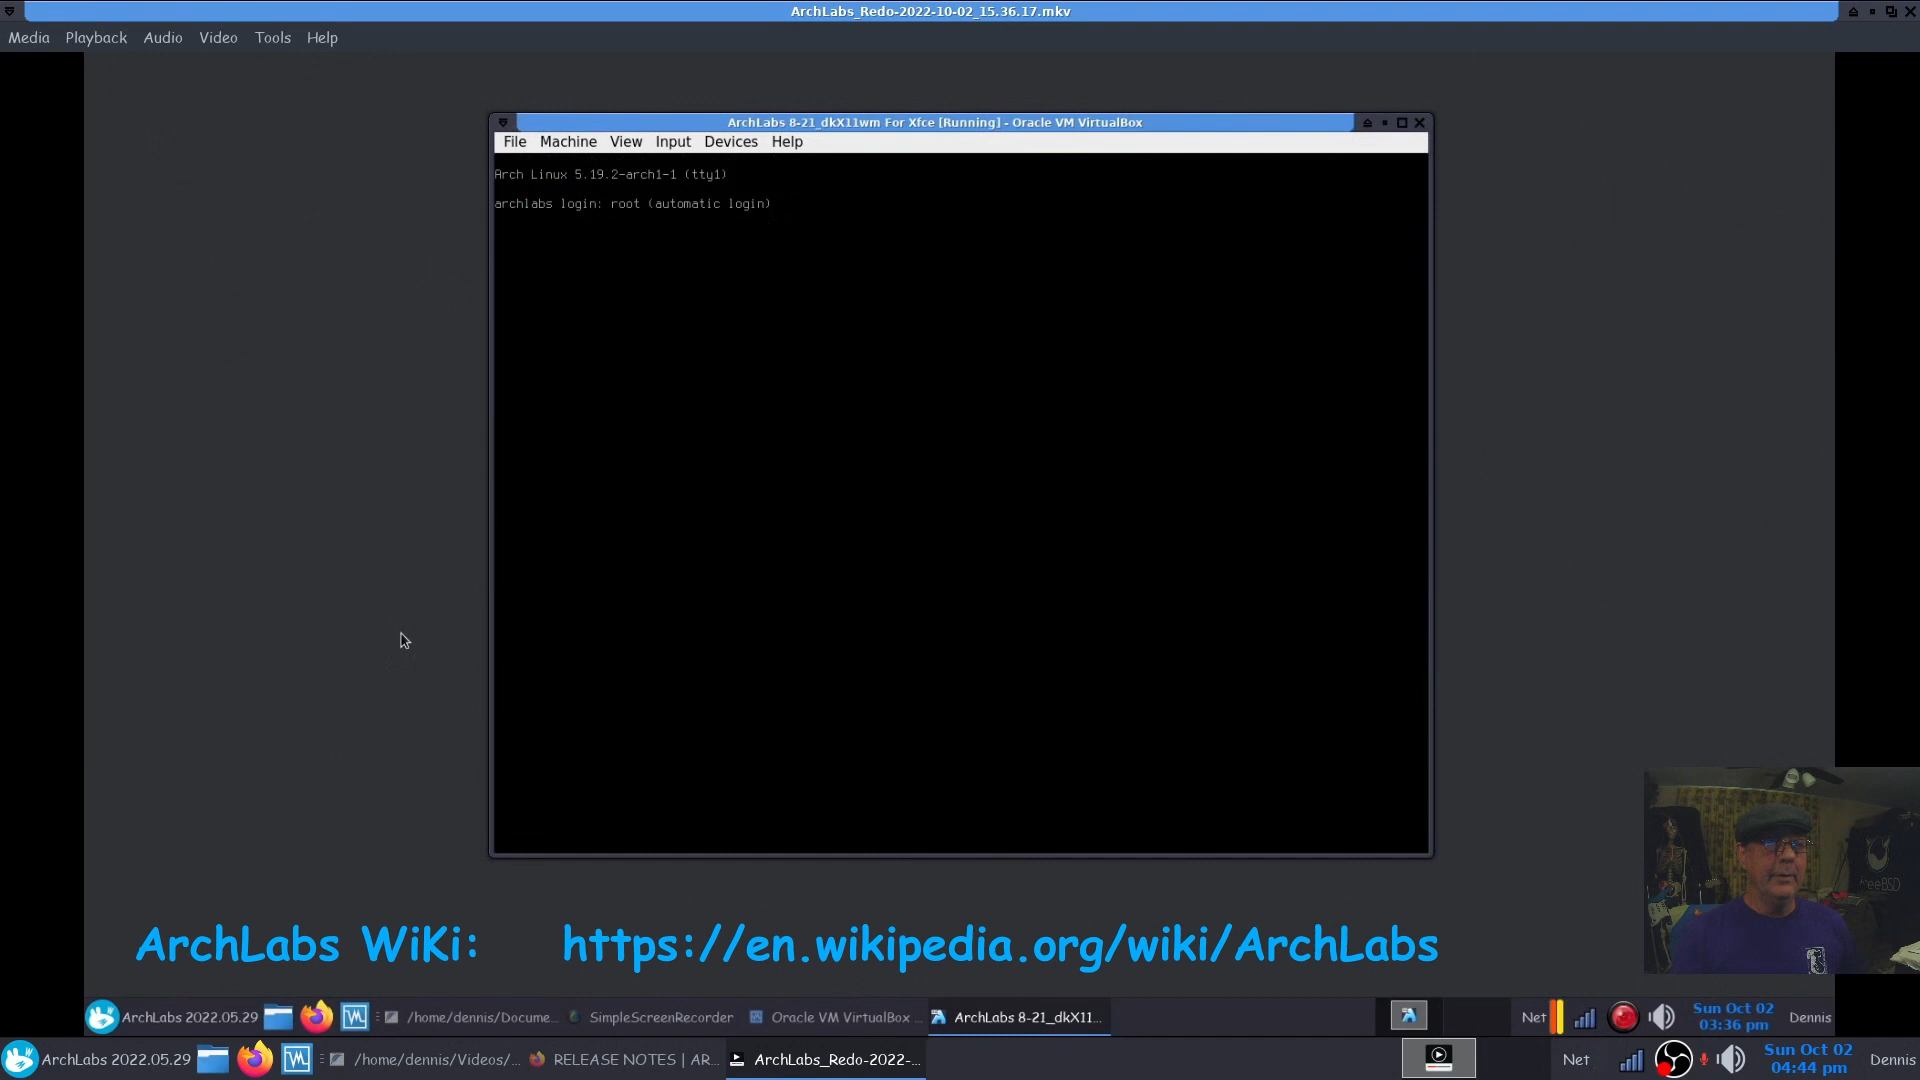 ArchLabs_Redo-2022-10-02_15.36.17.mkv
Media Playback Audio Video Tools Help
ArchLabs 8-21_dkX11wm For Xfce [Running] - Oracle VM VirtualBox
File Machine View Input Devices Help
Arch Linux 5.19.2-arch1-1 (tty1)
archlabs login: root (automatic login)
ArchLabs WiKi: https://en.wikipedia.org/wiki/ArchLabs
ArchLabs 2022.05.29 /home/dennis/Docume... SimpleScreenRecorder Oracle VM VirtualBox ... ArchLabs 8-21_dkX11... Net Sun Oct 02 Dennis
03:36 pm
ArchLabs 2022.05.29 /home/dennis/Videos/... RELEASE NOTES | AR... ArchLabs_Redo-2022-... Net Sun Oct 02 Dennis
04:44 pm